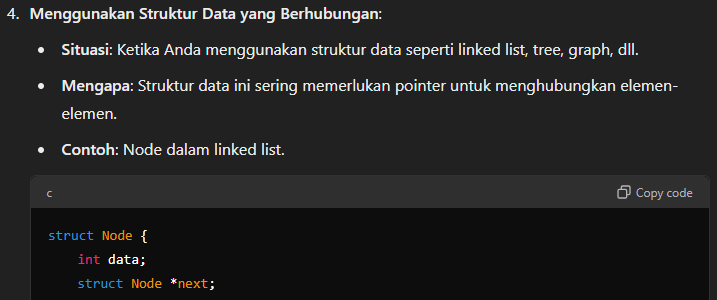 4. Menggunakan Struktur Data yang Berhubungan:
• Situasi: Ketika Anda menggunakan struktur data seperti linked list, tree, graph, dll.
• Mengapa: Struktur data ini sering memerlukan pointer untuk menghubungkan elemen-
elemen.
• Contoh: Node dalam linked list.
c Copy code
struct Node {
int data;
struct Node *next;